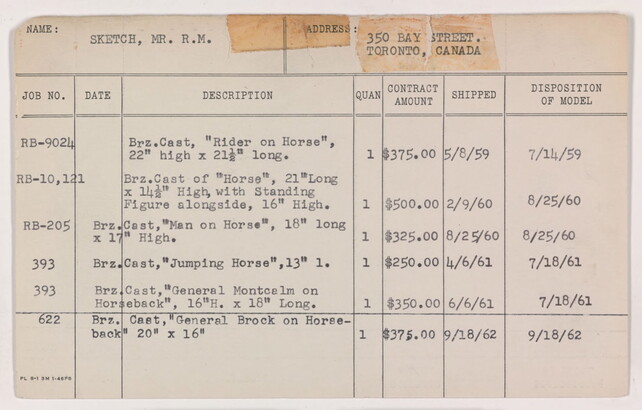 NAME: SKETCH, MR. R.M. ADDRESS: 350 BAY STREET.
TORONTO, CANADA
JOB NO. DATE DESCRIPTION QUAN CONTRACT AMOUNT SHIPPED DISPOSITION OF MODEL
RB-9024 Brz.Cast, "Rider on Horse",
22" high x 21½" long. 1 $375.00 5/8/59 7/14/59
RB-10,121 Brz.Cast of "Horse", 21"Long
x 14½" High, with Standing
Figure alongside, 16" High. 1 $500.00 2/9/60 8/25/60
RB-205 Brz.Cast,"Man on Horse", 18" long
x 17" High. 1 $325.00 8/25/60 8/25/60
393 Brz.Cast,"Jumping Horse",13" l. 1 $250.00 4/6/61 7/18/61
393 Brz.Cast,"General Montcalm on
Horseback", 16"H. x 18" Long. 1 $350.00 6/6/61 7/18/61
622 Brz. Cast,"General Brock on Horse-
back" 20" x 16" 1 $375.00 9/18/62 9/18/62